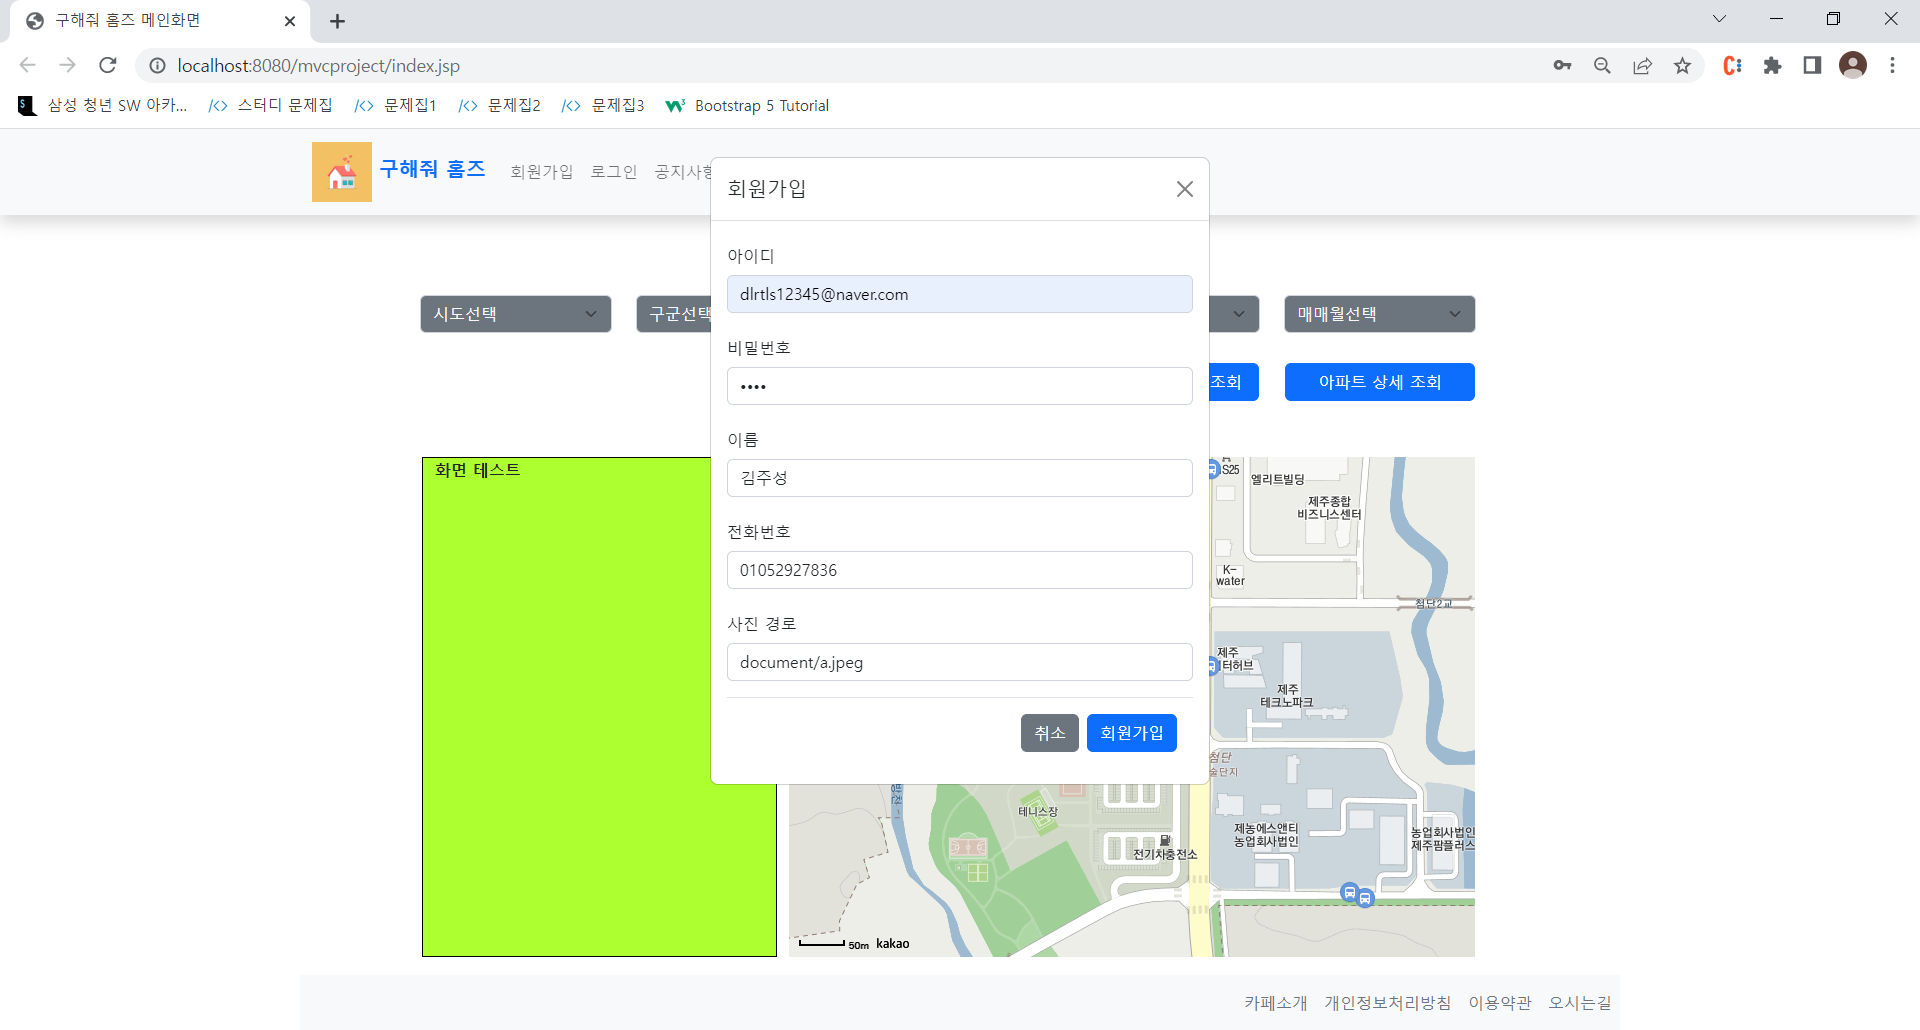 구해줘 홈즈 메인화면
localhost:8080/mvcproject/index.jsp
삼성 청년 SW 아카...
스터디 문제집
문제집1
문제집2
문제집3
Bootstrap 5 Tutorial
구해줘 홈즈
회원가입
로그인
공지사항
회원가입
아이디
dlrtls12345@naver.com
비밀번호
••••
이름
김주성
전화번호
01052927836
사진 경로
document/a.jpeg
취소
회원가입
시도선택
구군선택
매매월선택
조회
아파트 상세 조회
화면 테스트
S25
엘리트빌딩
제주종합
비즈니스센터
K-
water
첨단2교
제주
터허브
제주
테크노파크
첨단
술단지
테니스장
전기차충전소
제농에스앤티
농업회사법인
농업회사법인
제주팜플러스
50m kakao
카페소개
개인정보처리방침
이용약관
오시는길